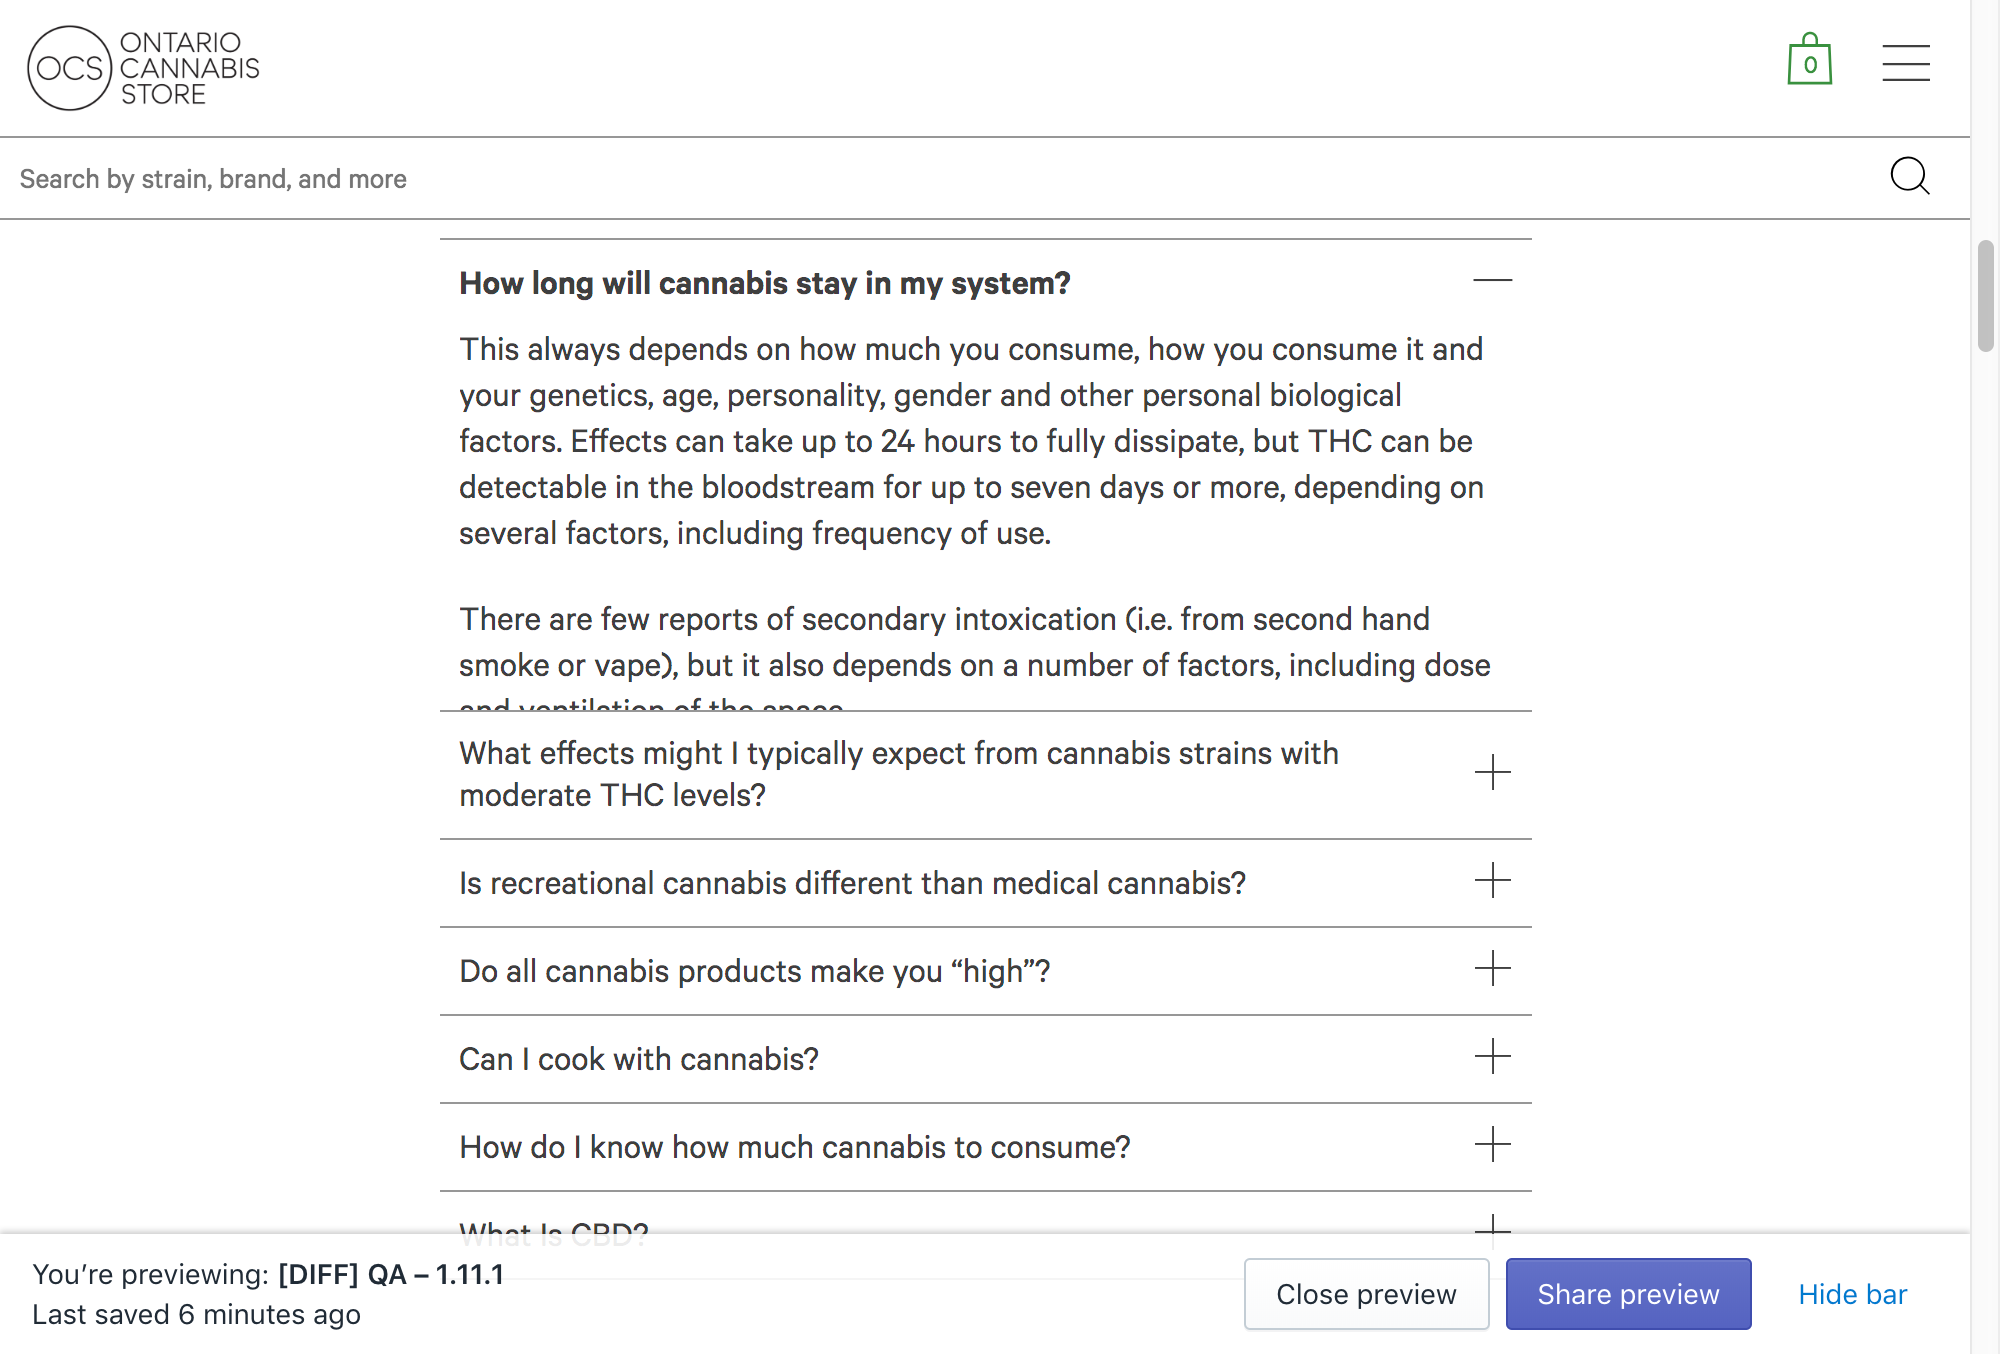 OCS
ONTARIO
CANNABIS
STORE
0
Search by strain, brand, and more
How long will cannabis stay in my system?
This always depends on how much you consume, how you consume it and
your genetics, age, personality, gender and other personal biological
factors. Effects can take up to 24 hours to fully dissipate, but THC can be
detectable in the bloodstream for up to seven days or more, depending on
several factors, including frequency of use.
There are few reports of secondary intoxication (i.e. from second hand
smoke or vape), but it also depends on a number of factors, including dose
and ventilation of the space.
What effects might I typically expect from cannabis strains with
moderate THC levels?
Is recreational cannabis different than medical cannabis?
Do all cannabis products make you “high”?
Can I cook with cannabis?
How do I know how much cannabis to consume?
What Is CBD?
You’re previewing: [DIFF] QA – 1.11.1
Last saved 6 minutes ago
Close preview
Share preview
Hide bar